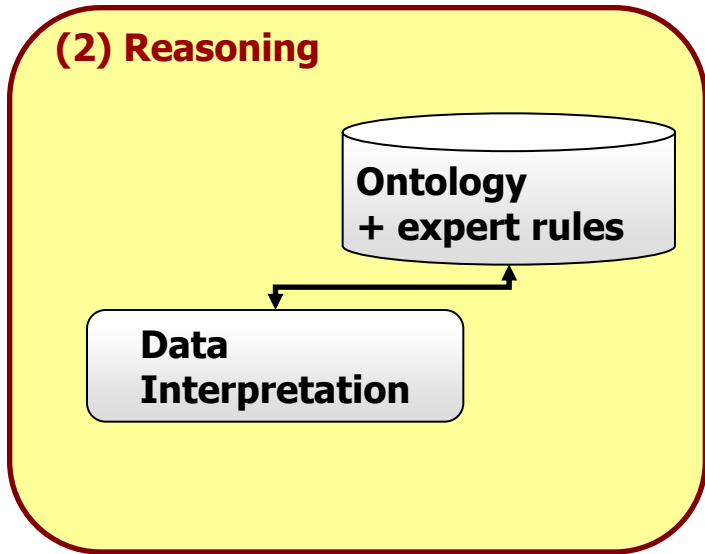 (2) Reasoning
Ontology
+ expert rules
Data
Interpretation